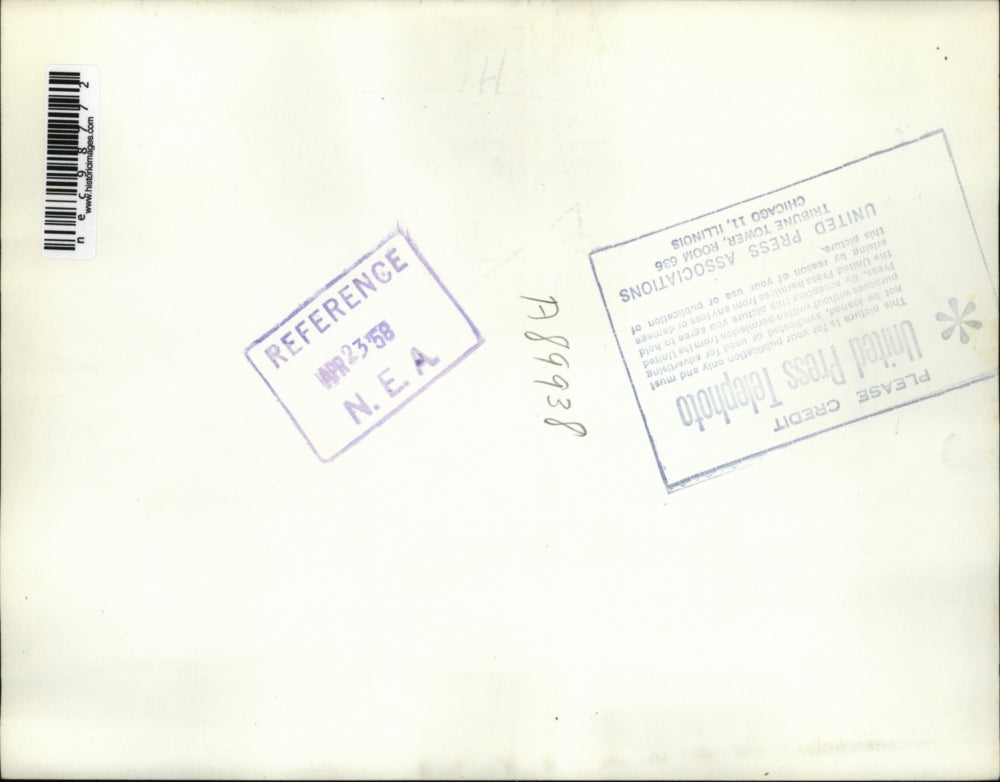 nec98772
www.historicimages.com
REFERENCE
APR 23 '58
N. E. A
A89938
PLEASE CREDIT
United Press Telephoto
This picture is for your publication only and must
not be loaned, syndicated or used for advertising
purposes without written permission from the United
Press. By accepting this picture you agree to hold
the United Press harmless from any loss or damage
arising by reason of your use or publication of
this picture.
UNITED PRESS ASSOCIATIONS
TRIBUNE TOWER, ROOM 636
CHICAGO 11, ILLINOIS